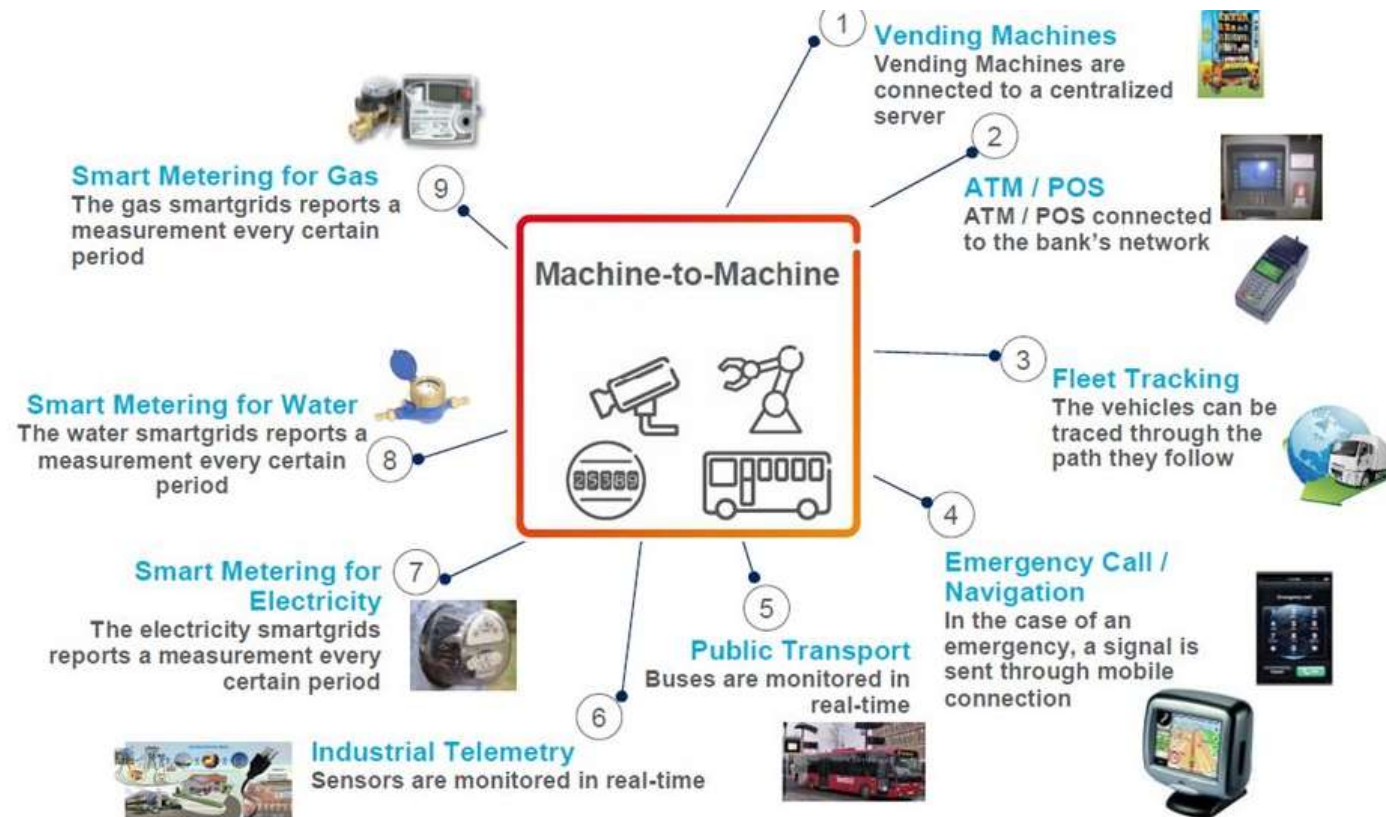 1
Vending Machines
Vending Machines are
connected to a centralized
server
2
ATM / POS
ATM / POS connected
to the bank's network
3
Fleet Tracking
The vehicles can be
traced through the
path they follow
4
Emergency Call /
Navigation
In the case of an
emergency, a signal is
sent through mobile
connection
5
Public Transport
Buses are monitored in
real-time
6
Industrial Telemetry
Sensors are monitored in real-time
7
Smart Metering for
Electricity
The electricity smartgrids
reports a measurement every
certain period
8
Smart Metering for Water
The water smartgrids reports a
measurement every certain
period
9
Smart Metering for Gas
The gas smartgrids reports a
measurement every certain
period
Machine-to-Machine
25369
Emergency call